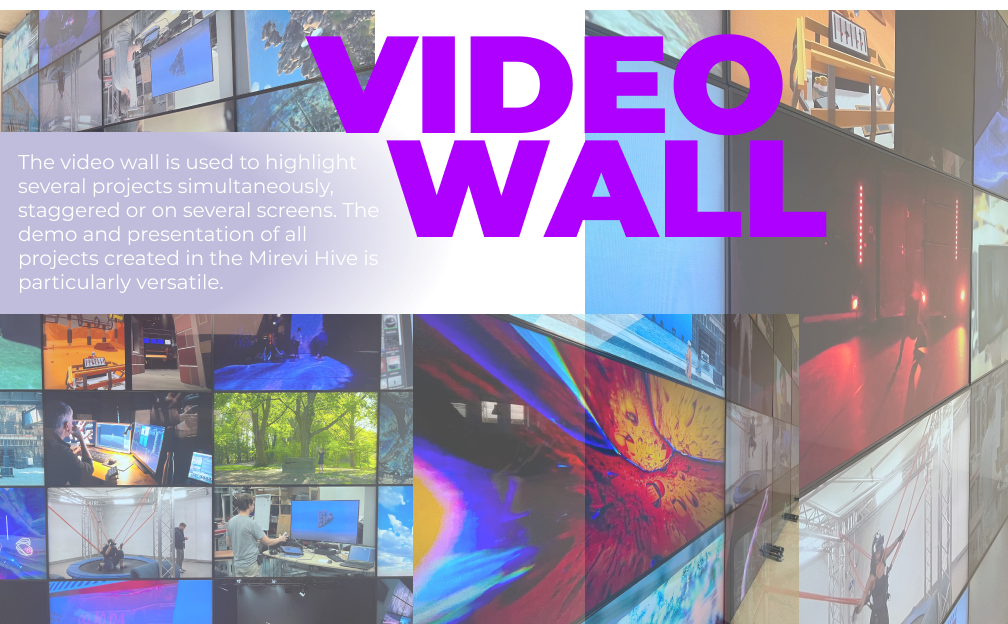 VIDEO
WALL
The video wall is used to highlight
several projects simultaneously,
staggered or on several screens. The
demo and presentation of all
projects created in the Mirevi Hive is
particularly versatile.